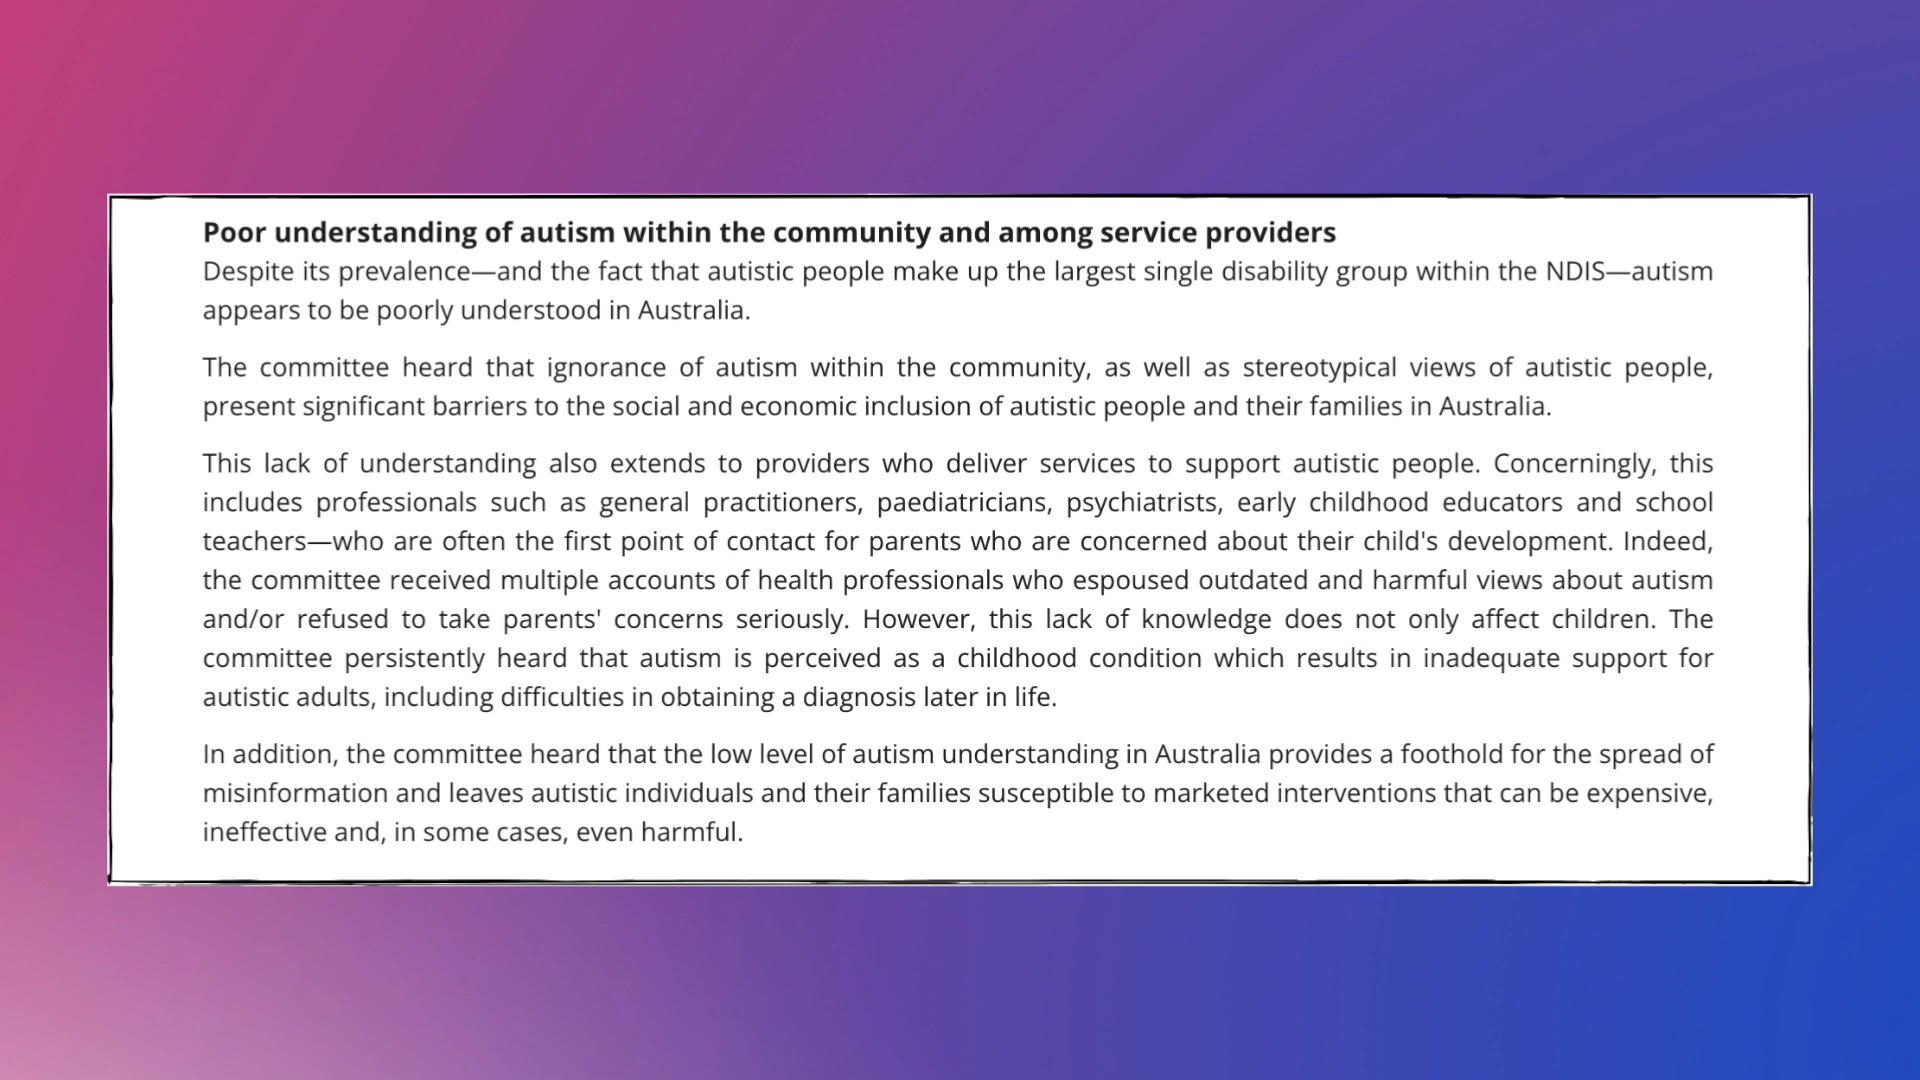 Poor understanding of autism within the community and among service providers
Despite its prevalence—and the fact that autistic people make up the largest single disability group within the NDIS—autism
appears to be poorly understood in Australia.
The committee heard that ignorance of autism within the community, as well as stereotypical views of autistic people,
present significant barriers to the social and economic inclusion of autistic people and their families in Australia.
This lack of understanding also extends to providers who deliver services to support autistic people. Concerningly, this
includes professionals such as general practitioners, paediatricians, psychiatrists, early childhood educators and school
teachers—who are often the first point of contact for parents who are concerned about their child's development. Indeed,
the committee received multiple accounts of health professionals who espoused outdated and harmful views about autism
and/or refused to take parents' concerns seriously. However, this lack of knowledge does not only affect children. The
committee persistently heard that autism is perceived as a childhood condition which results in inadequate support for
autistic adults, including difficulties in obtaining a diagnosis later in life.
In addition, the committee heard that the low level of autism understanding in Australia provides a foothold for the spread of
misinformation and leaves autistic individuals and their families susceptible to marketed interventions that can be expensive,
ineffective and, in some cases, even harmful.